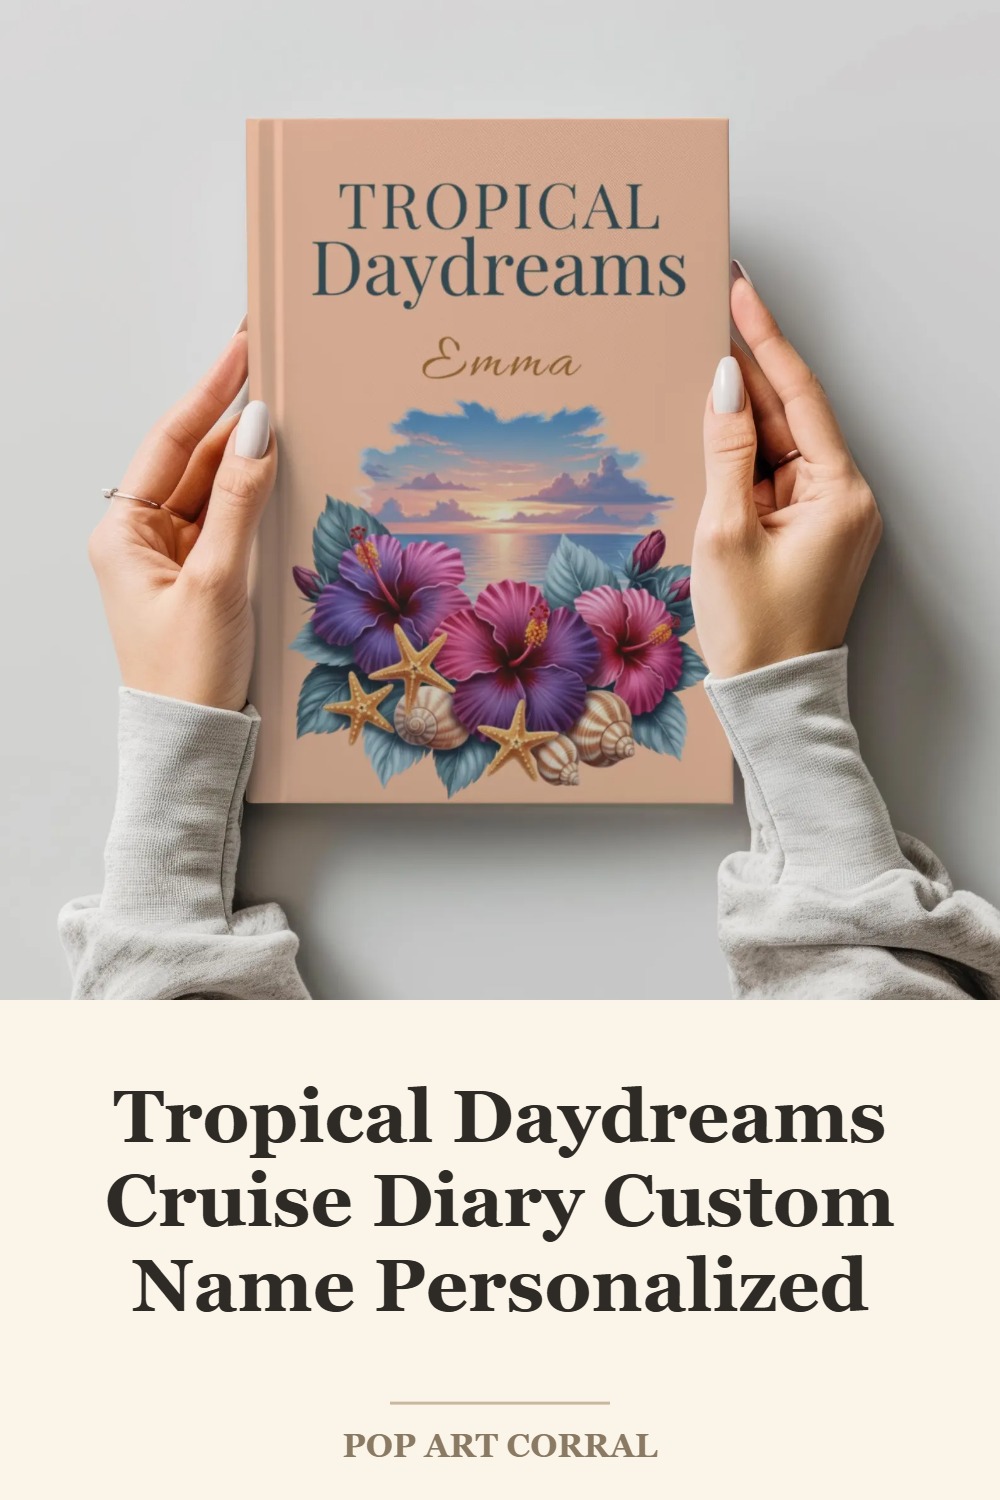 TROPICAL
Daydreams
Emma
Tropical Daydreams
Cruise Diary Custom
Name Personalized
POP ART CORRAL